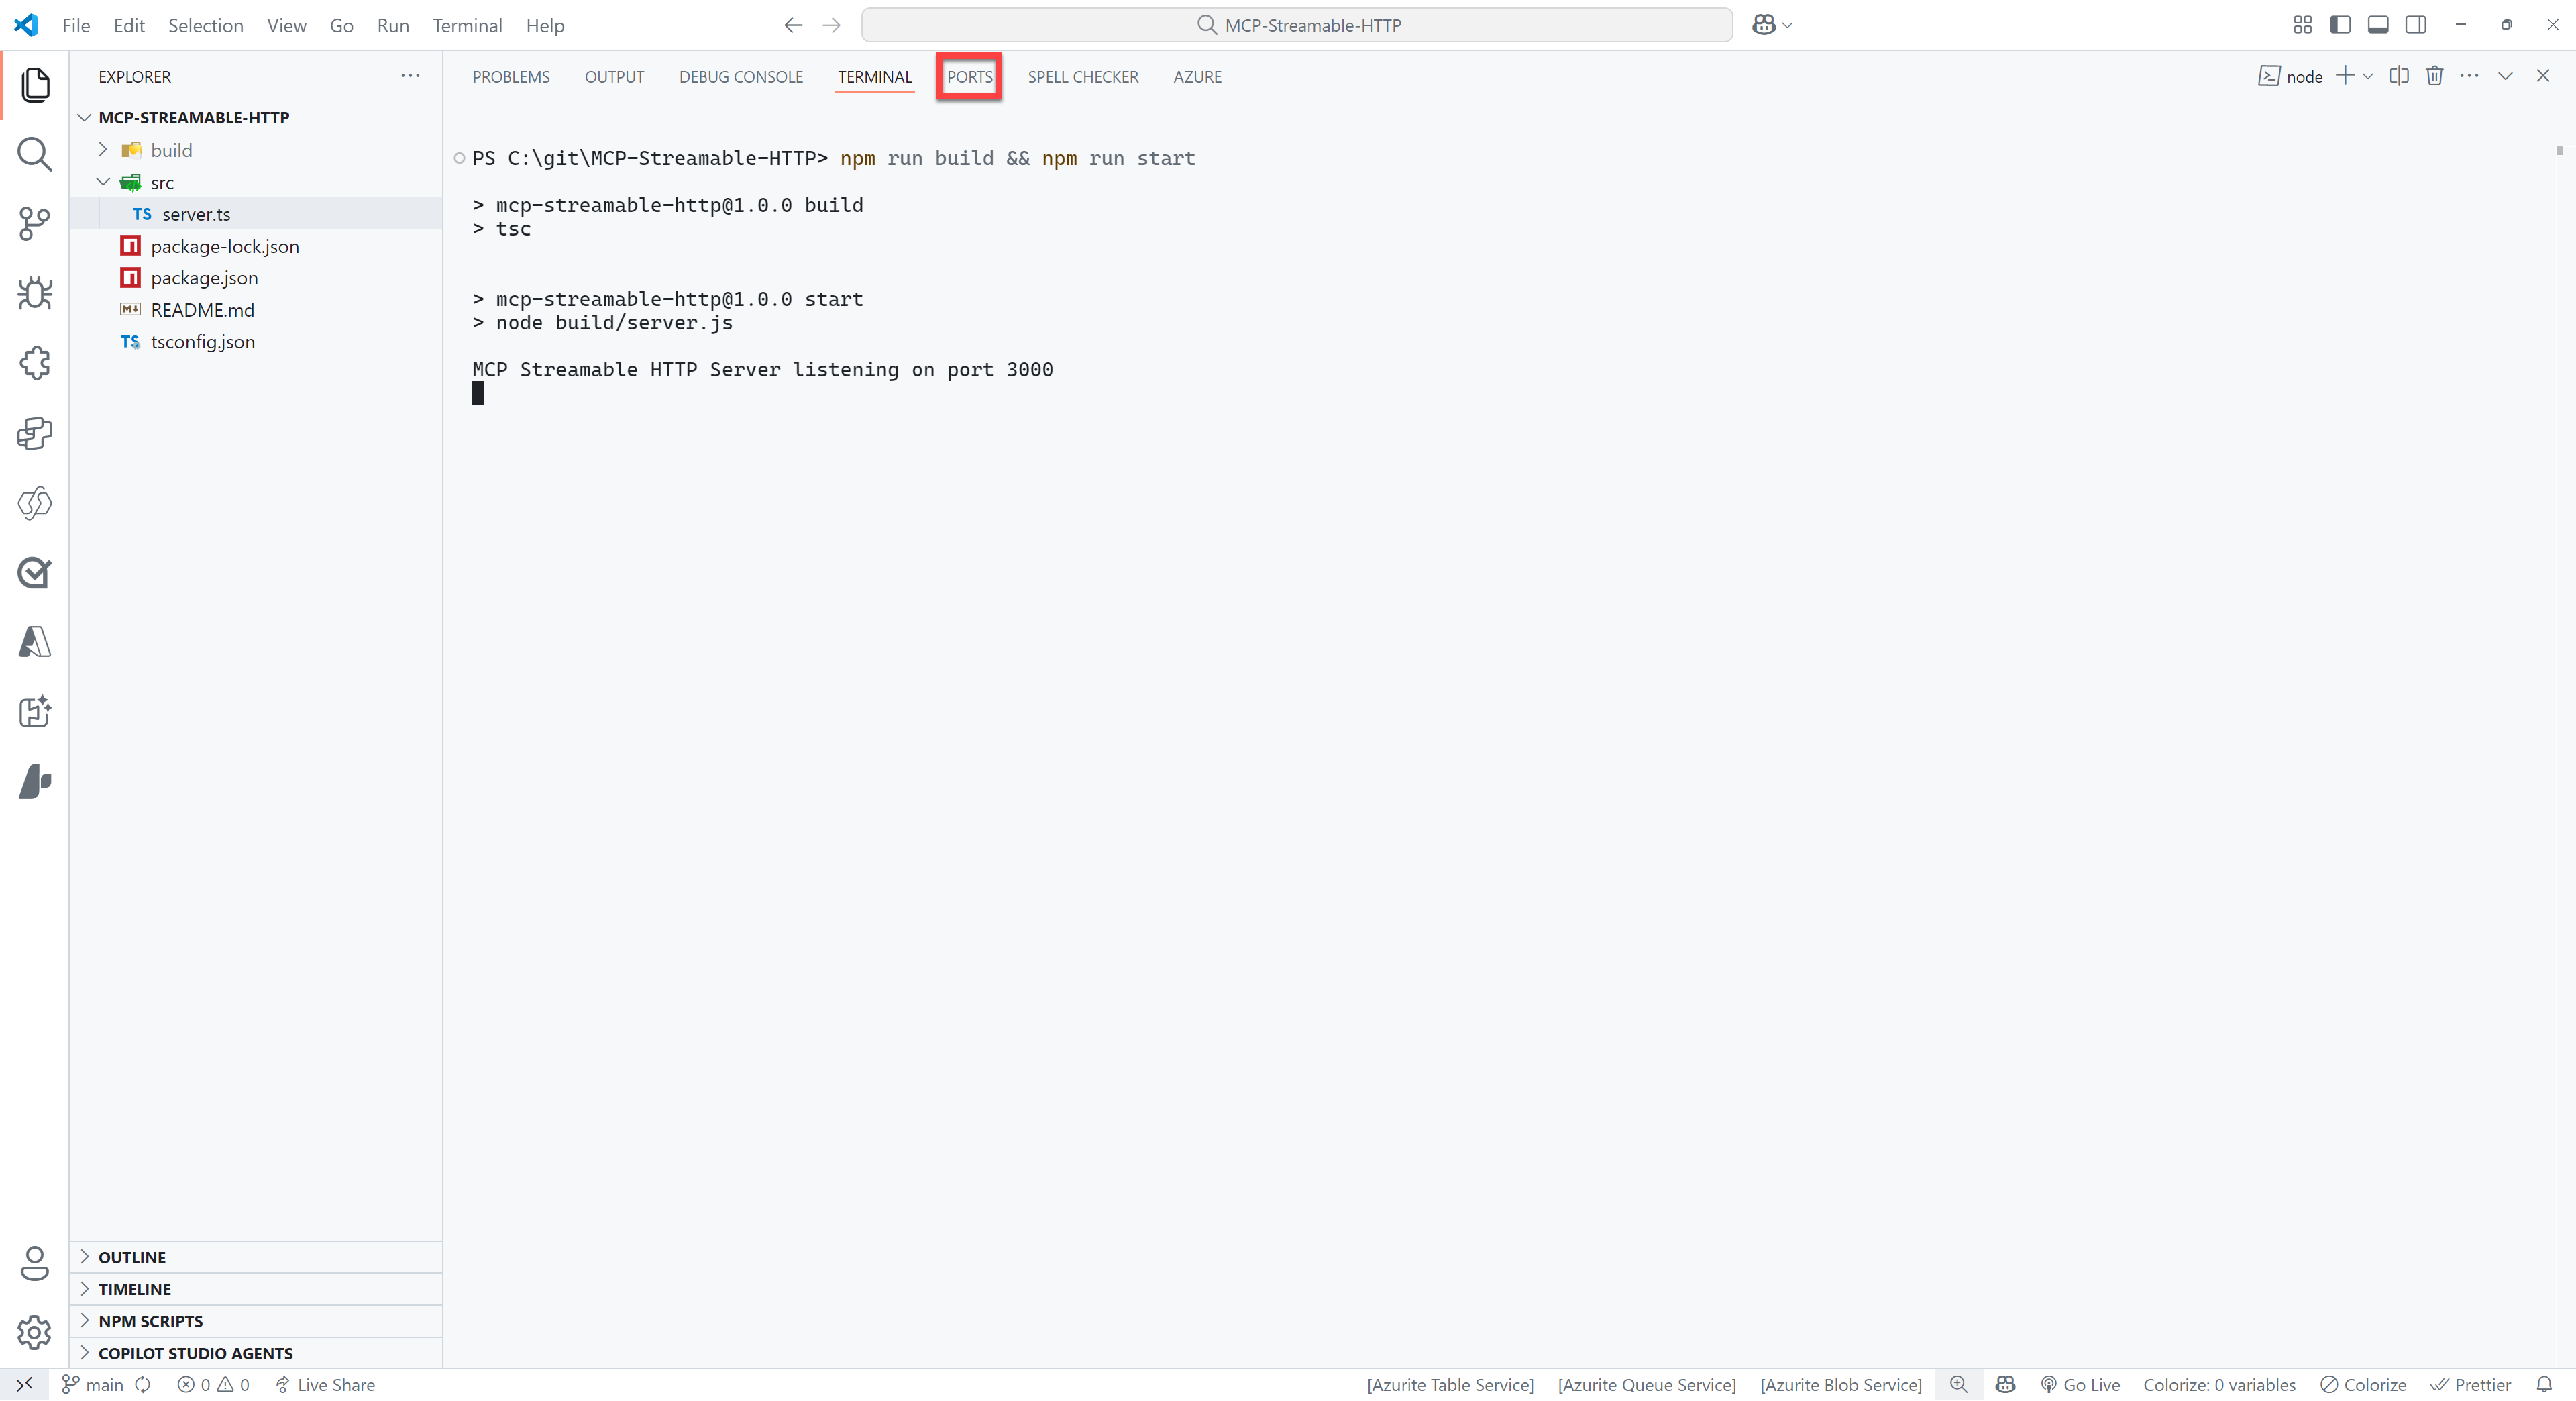 File Edit Selection View Go Run Terminal Help
MCP-Streamable-HTTP
EXPLORER
MCP-STREAMABLE-HTTP
build
src
TS server.ts
package-lock.json
package.json
README.md
TS tsconfig.json
OUTLINE
TIMELINE
NPM SCRIPTS
COPILOT STUDIO AGENTS
PROBLEMS OUTPUT DEBUG CONSOLE TERMINAL PORTS SPELL CHECKER AZURE
node
PS C:\git\MCP-Streamable-HTTP> npm run build && npm run start
> mcp-streamable-http@1.0.0 build
> tsc
> mcp-streamable-http@1.0.0 start
> node build/server.js
MCP Streamable HTTP Server listening on port 3000
main 0 0 Live Share [Azurite Table Service] [Azurite Queue Service] [Azurite Blob Service] Go Live Colorize: 0 variables Colorize Prettier